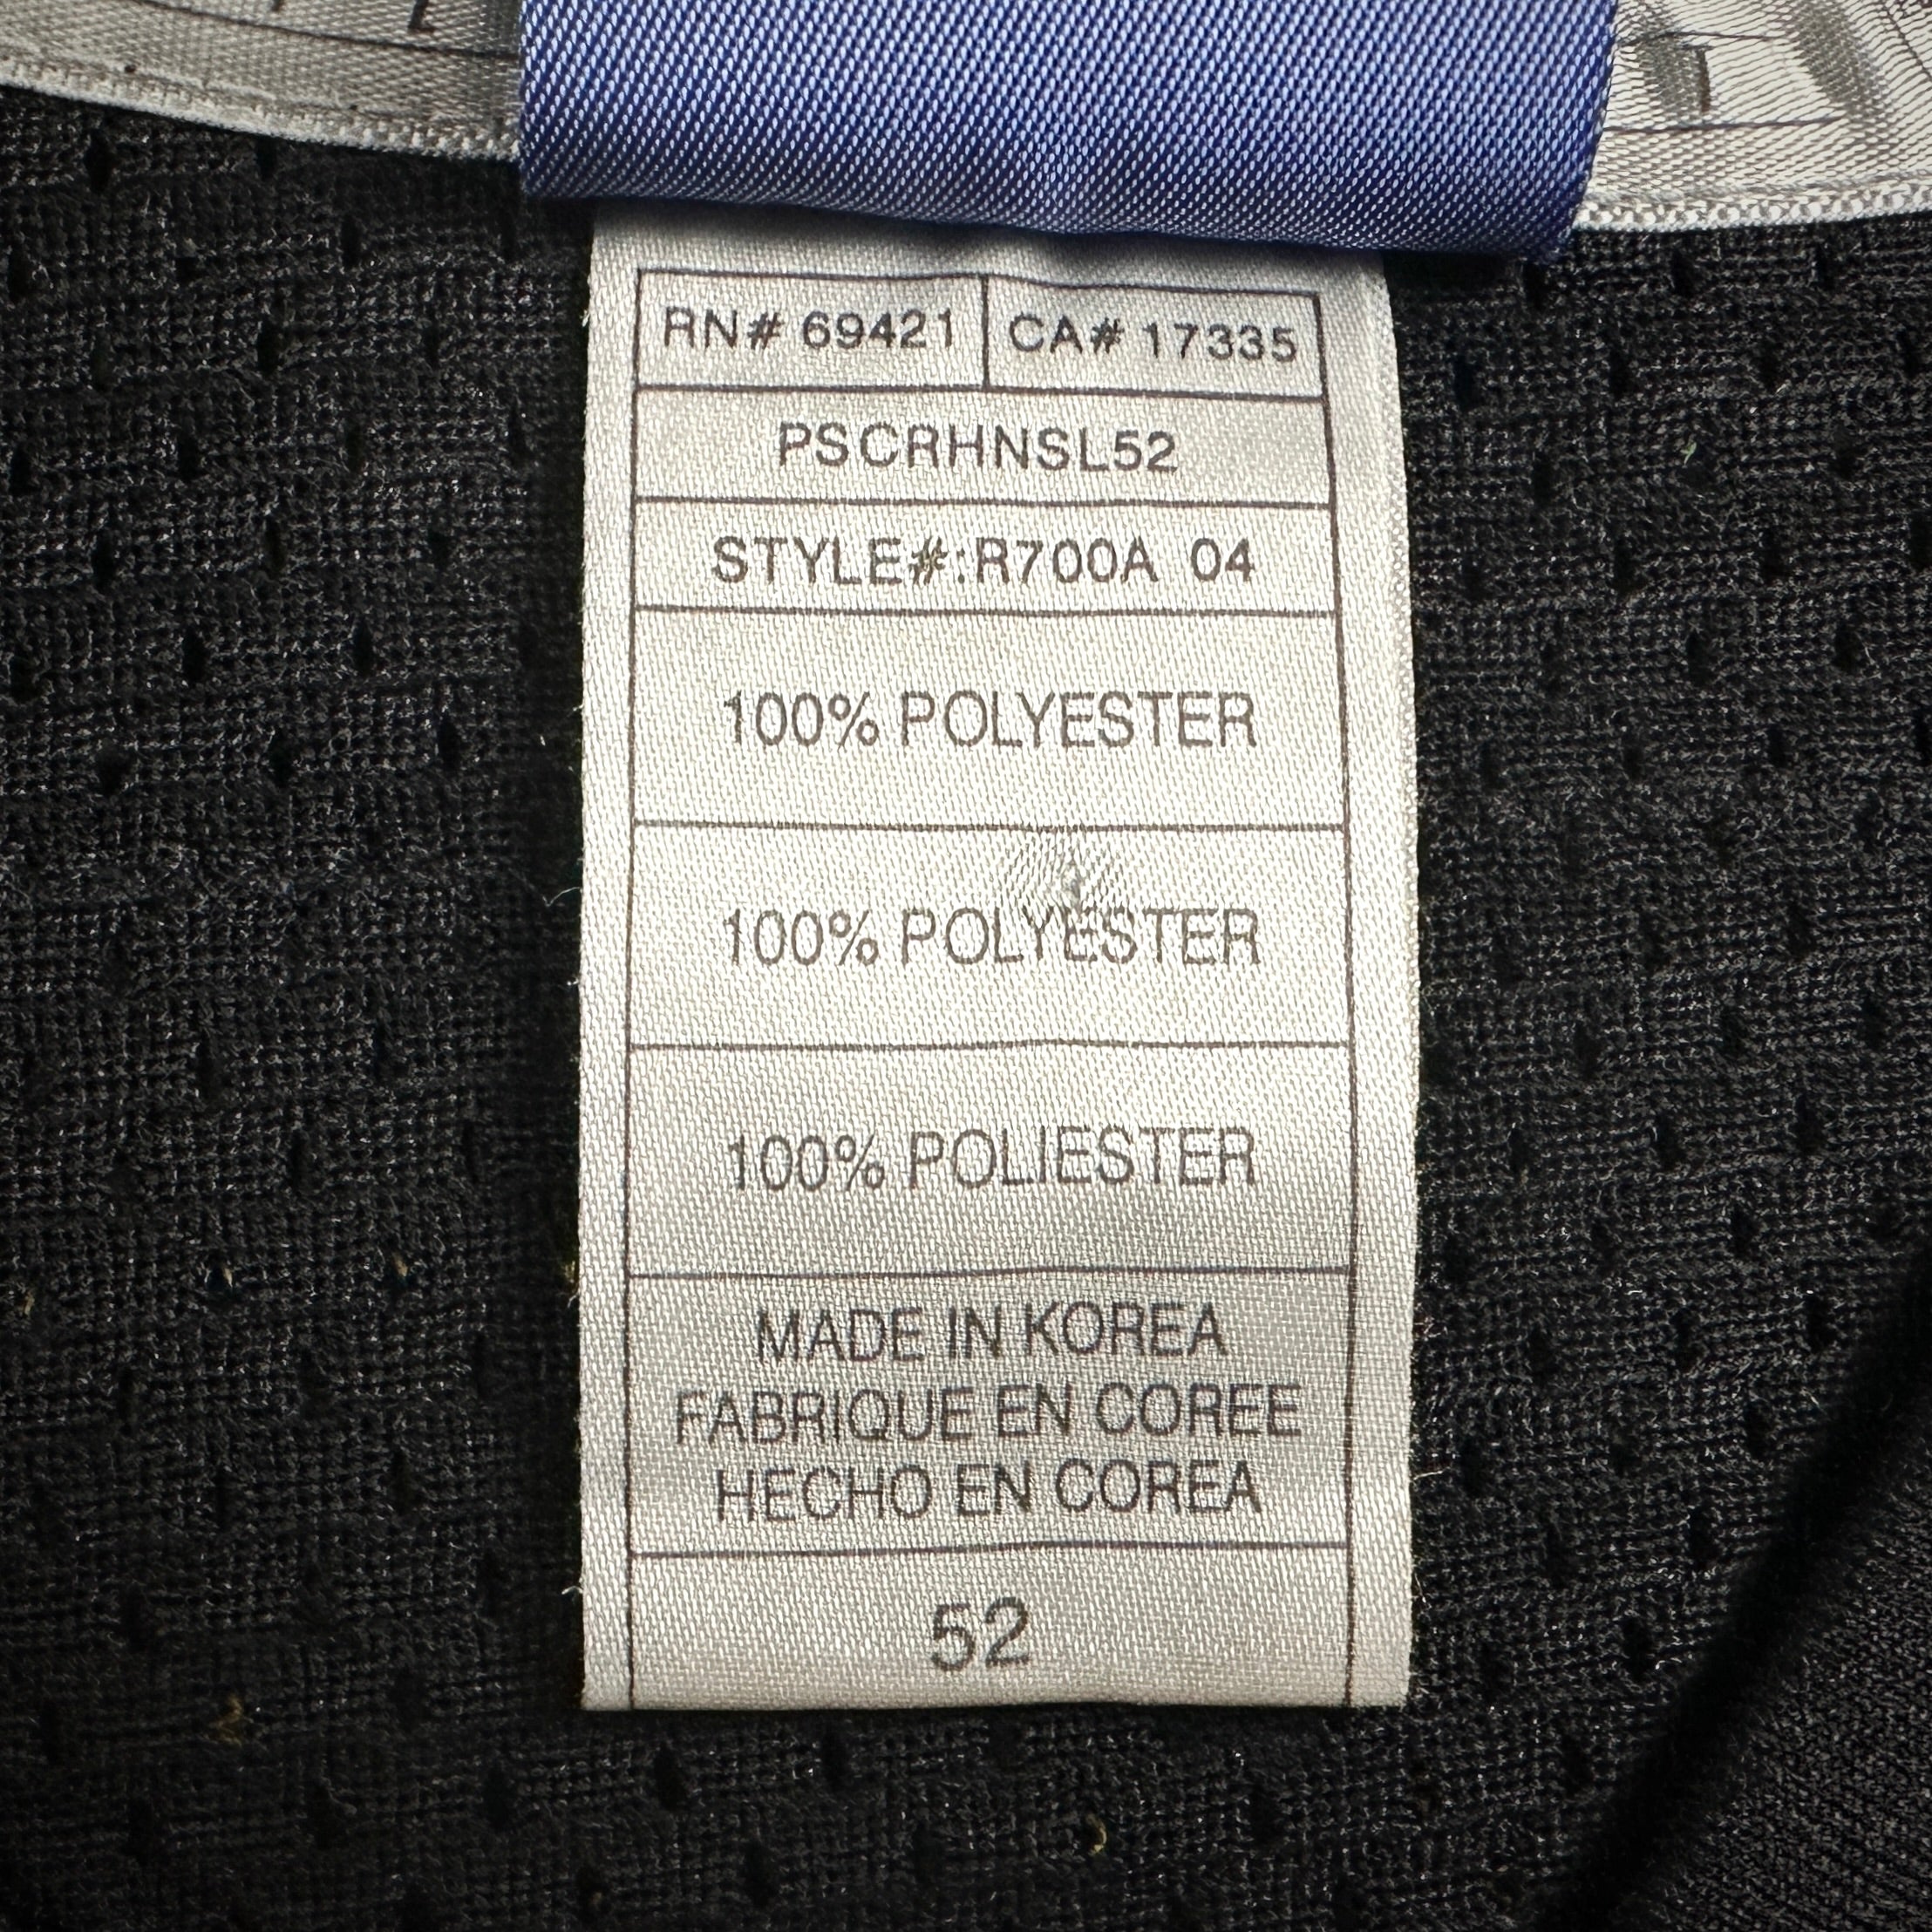 RN# 69421 CA# 17335
PSCRHNSL52
STYLE#:R700A 04
100% POLYESTER
100% POLYESTER
100% POLIESTER
MADE IN KOREA
FABRIQUE EN COREE
HECHO EN COREA
52